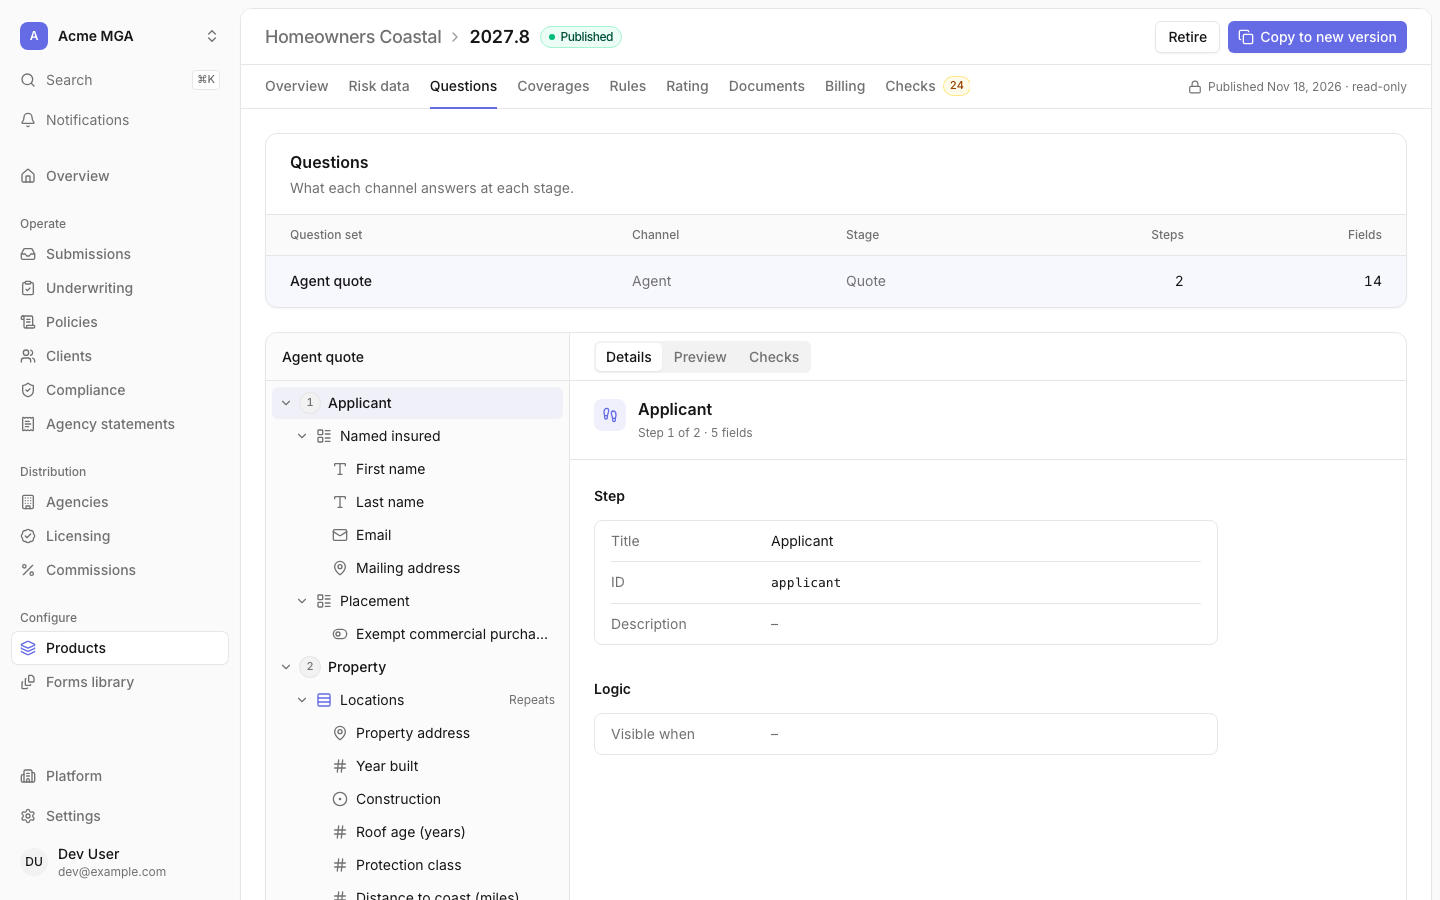 A Acme MGA
Search ⌘K
Notifications
Overview
Operate
Submissions
Underwriting
Policies
Clients
Compliance
Agency statements
Distribution
Agencies
Licensing
Commissions
Configure
Products
Forms library
Platform
Settings
DU Dev User
dev@example.com
Homeowners Coastal > 2027.8 Published
Retire Copy to new version
Overview Risk data Questions Coverages Rules Rating Documents Billing Checks 24
Published Nov 18, 2026 · read-only
Questions
What each channel answers at each stage.
Question set Channel Stage Steps Fields
Agent quote Agent Quote 2 14
Agent quote
1 Applicant
Named insured
First name
Last name
Email
Mailing address
Placement
Exempt commercial purcha...
2 Property
Locations Repeats
Property address
Year built
Construction
Roof age (years)
Protection class
Distance to coast (miles)
Details Preview Checks
Applicant
Step 1 of 2 · 5 fields
Step
Title Applicant
ID applicant
Description –
Logic
Visible when –